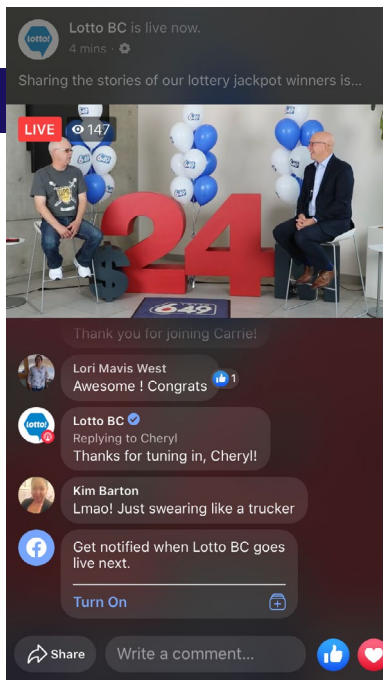 Lotto!
Lotto BC is live now.
4 mins ·
Sharing the stories of our lottery jackpot winners is...
LIVE 147
649
$24
649
Thank you for joining Carrie!
Lori Mavis West
Awesome ! Congrats
1
Lotto!
Lotto BC
Replying to Cheryl
Thanks for tuning in, Cheryl!
Kim Barton
Lmao! Just swearing like a trucker
Get notified when Lotto BC goes
live next.
Turn On
Share
Write a comment...